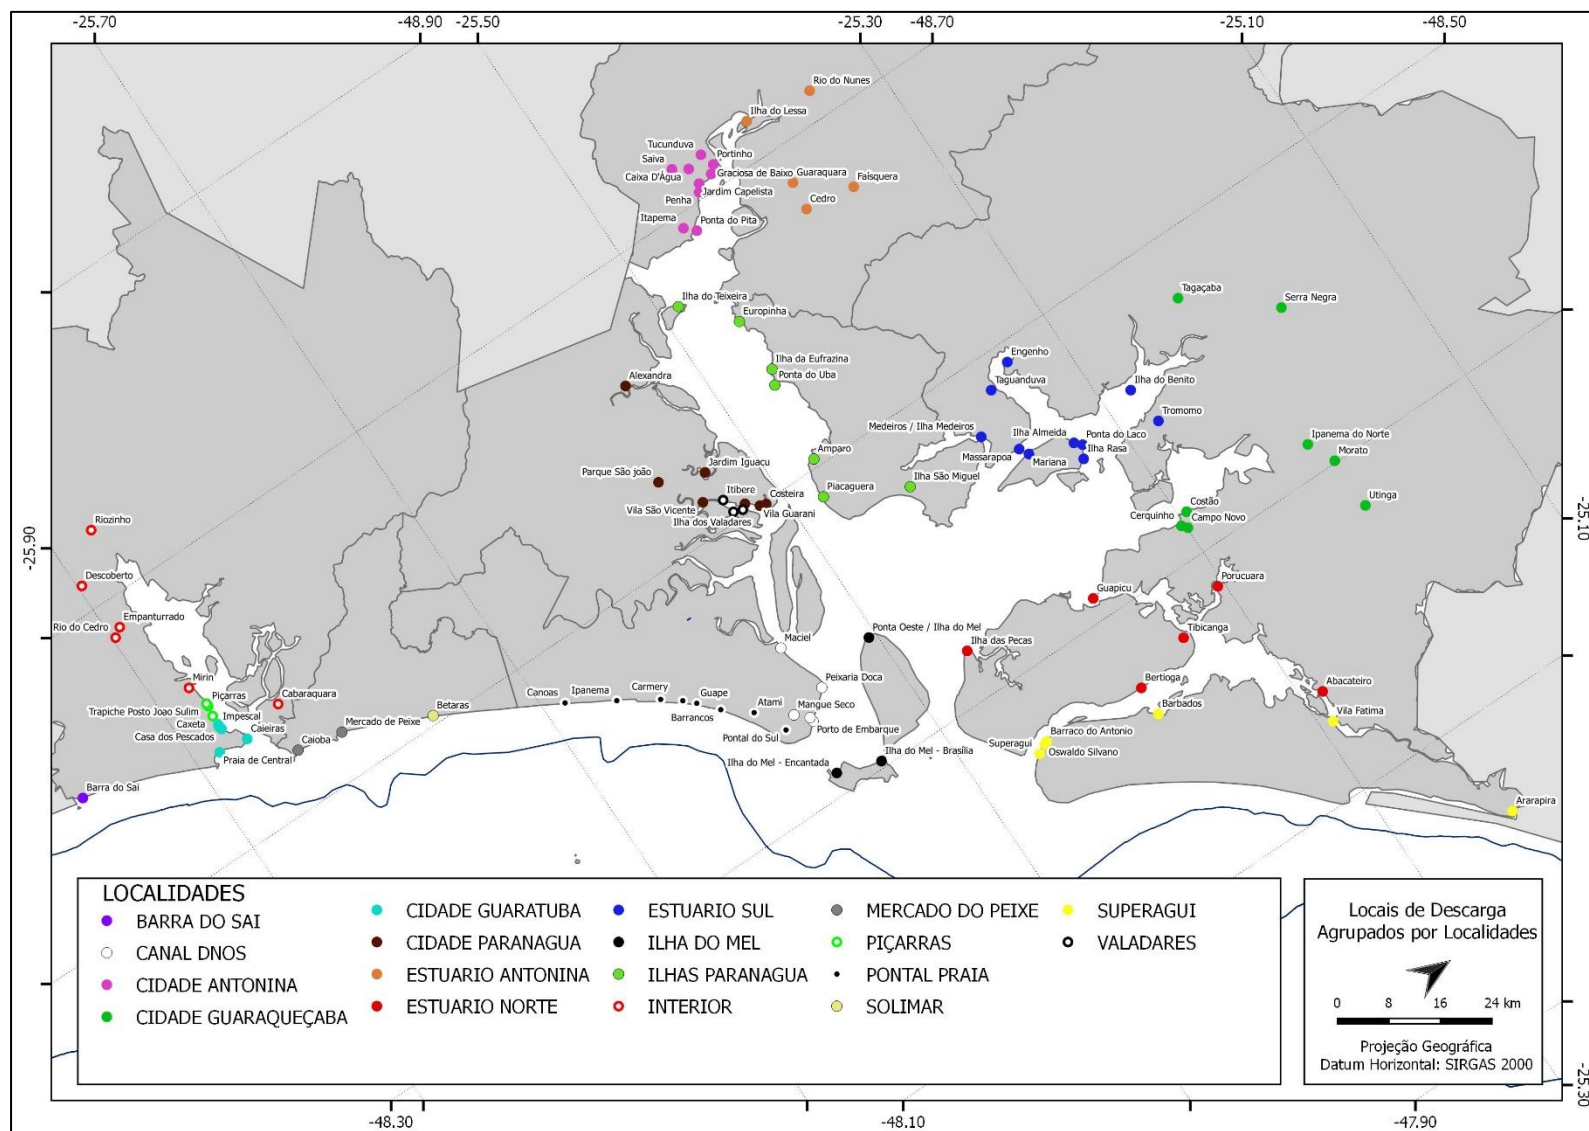 -25.70
-48.90
-25.50
-25.30
-48.70
-25.10
-48.50
Rio do Nunes
Ilha do Lessa
Tucunduva
Portinho
Saiva
Graciosa de Baixo
Guaraquara
Faisquera
Caixa D'Água
Jardim Capelista
Penha
Cedro
Itapema
Ponta do Pita
Ilha do Teixeira
Europinha
Tagaçaba
Serra Negra
Ilha da Eufrazina
Ponta do Uba
Alexandra
Engenho
Taguanduva
Ilha do Benito
Tromomo
Medeiros / Ilha Medeiros
Ilha Almeida
Ponta do Laco
Massarapoa
Mariana
Ilha Rasa
Ipanema do Norte
Morato
Amparo
Jardim Iguaçu
Parque São joão
Ilha São Miguel
Piacaguera
Itibere
Costeira
Vila São Vicente
Vila Guarani
Ilha dos Valadares
Utinga
Costão
Cerquinho
Campo Novo
-25.90
-25.10
Riozinho
Descoberto
Empanturrado
Rio do Cedro
Porucuara
Guapicu
Tibicanga
Ponta Oeste / Ilha do Mel
Ilha das Pecas
Maciel
Mirin
Piçarras
Cabaraquara
Trapiche Posto Joao Sulim
Impescal
Caxeta
Caieiras
Casa dos Pescados
Praia de Central
Caioba
Mercado de Peixe
Betaras
Canoas
Ipanema
Carmery
Guape
Barrancos
Atami
Peixaria Doca
Mangue Seco
Porto de Embarque
Pontal do Sul
Ilha do Mel - Brasília
Ilha do Mel - Encantada
Bertioga
Barbados
Abacateiro
Vila Fatima
Barraco do Antonio
Superagui
Oswaldo Silvano
Barra do Sai
Ararapira
LOCALIDADES
BARRA DO SAI
CANAL DNOS
CIDADE ANTONINA
CIDADE GUARAQUEÇABA
CIDADE GUARATUBA
CIDADE PARANAGUA
ESTUARIO ANTONINA
ESTUARIO NORTE
ESTUARIO SUL
ILHA DO MEL
ILHAS PARANAGUA
INTERIOR
MERCADO DO PEIXE
PIÇARRAS
PONTAL PRAIA
SOLIMAR
SUPERAGUI
VALADARES
Locais de Descarga
Agrupados por Localidades
0 8 16 24 km
Projeção Geográfica
Datum Horizontal: SIRGAS 2000
-25.30
-48.30
-48.10
-47.90